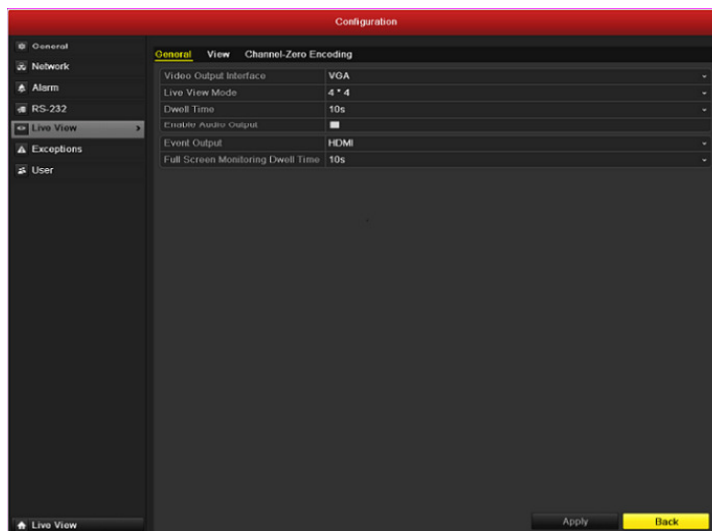 Configuration
General
Network
Alarm
RS-232
Live View
Exceptions
User
General View Channel-Zero Encoding
Video Output Interface VGA
Live View Mode 4 * 4
Dwell Time 10s
Enable Audio Output
Event Output HDMI
Full Screen Monitoring Dwell Time 10s
Live View
Apply Back